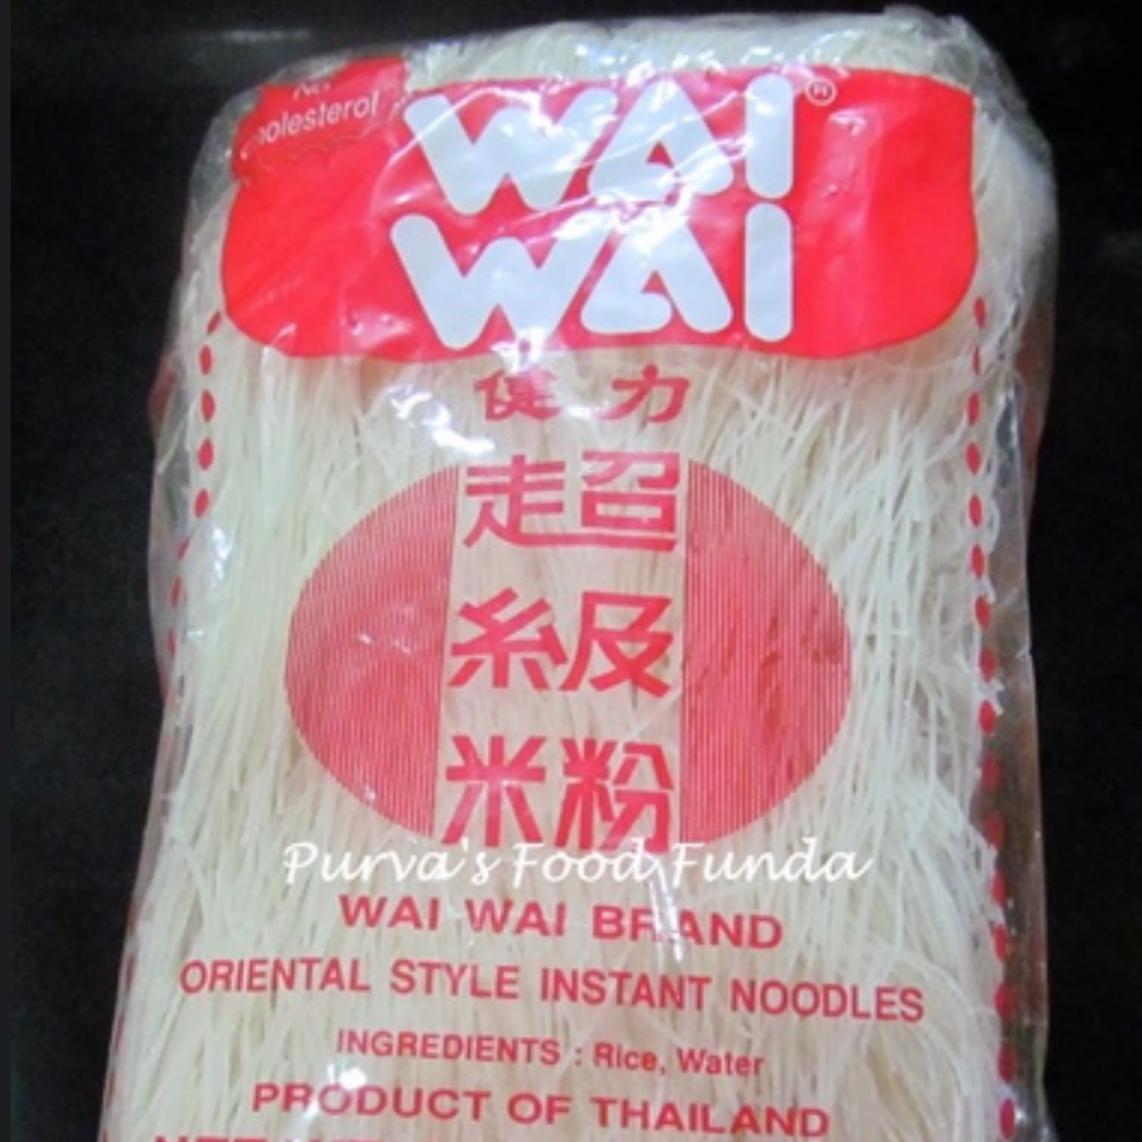 No
Cholesterol
WAI®
WAI
健力
超
級
米粉
Purva's Food Funda
WAI WAI BRAND
ORIENTAL STYLE INSTANT NOODLES
INGREDIENTS : Rice, Water
PRODUCT OF THAILAND